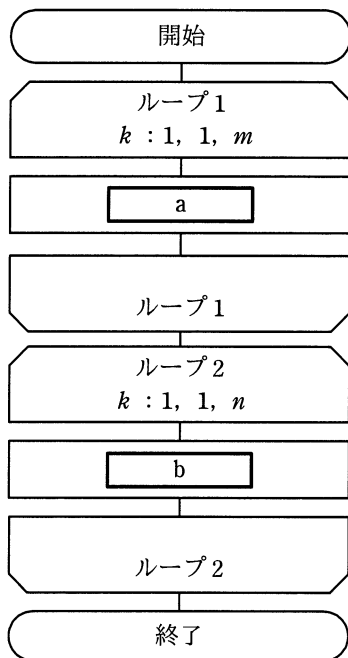 開始
ループ1
k : 1, 1, m
a
ループ1
ループ2
k : 1, 1, n
b
ループ2
終了